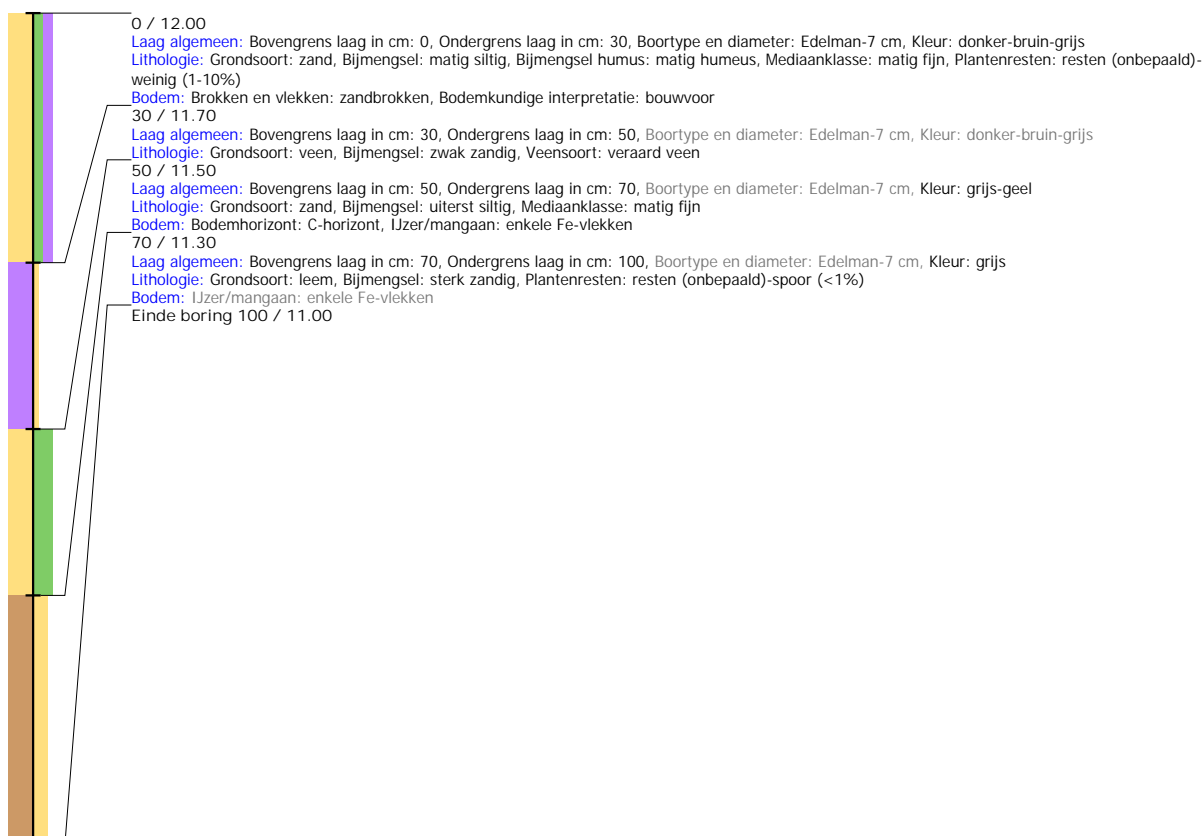 0 / 12.00
Laag algemeen: Bovengrens laag in cm: 0, Ondergrens laag in cm: 30, Boortype en diameter: Edelman-7 cm, Kleur: donker-bruin-grijs
Lithologie: Grondsoort: zand, Bijmengsel: matig siltig, Bijmengsel humus: matig humeus, Mediaanklasse: matig fijn, Plantenresten: resten (onbepaald)-
weinig (1-10%)
Bodem: Brokken en vlekken: zandbrokken, Bodemkundige interpretatie: bouwvoor
30 / 11.70
Laag algemeen: Bovengrens laag in cm: 30, Ondergrens laag in cm: 50, Boortype en diameter: Edelman-7 cm, Kleur: donker-bruin-grijs
Lithologie: Grondsoort: veen, Bijmengsel: zwak zandig, Veensoort: veraard veen
50 / 11.50
Laag algemeen: Bovengrens laag in cm: 50, Ondergrens laag in cm: 70, Boortype en diameter: Edelman-7 cm, Kleur: grijs-geel
Lithologie: Grondsoort: zand, Bijmengsel: uiterst siltig, Mediaanklasse: matig fijn
Bodem: Bodemhorizont: C-horizont, IJzer/mangaan: enkele Fe-vlekken
70 / 11.30
Laag algemeen: Bovengrens laag in cm: 70, Ondergrens laag in cm: 100, Boortype en diameter: Edelman-7 cm, Kleur: grijs
Lithologie: Grondsoort: leem, Bijmengsel: sterk zandig, Plantenresten: resten (onbepaald)-spoor (<1%)
Bodem: IJzer/mangaan: enkele Fe-vlekken
Einde boring 100 / 11.00